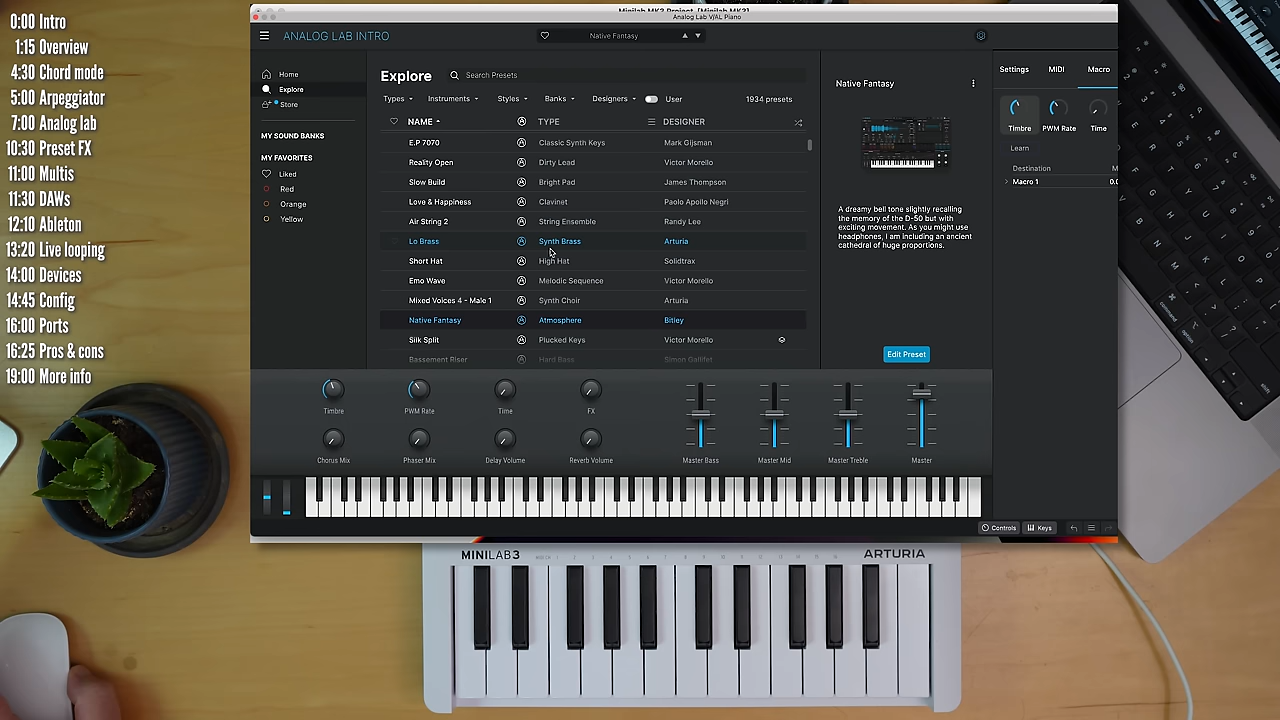 0:00 Intro
1:15 Overview
4:30 Chord mode
5:00 Arpeggiator
7:00 Analog lab
10:30 Preset FX
11:00 Multis
11:30 DAWs
12:10 Ableton
13:20 Live looping
14:00 Devices
14:45 Config
16:00 Ports
16:25 Pros & cons
19:00 More info
Analog Lab V/AL Piano
ANALOG LAB INTRO
Native Fantasy
Home
Explore
Store
MY SOUND BANKS
MY FAVORITES
Liked
Red
Orange
Yellow
Explore
Search Presets
Types Instruments Styles Banks Designers User 1934 presets
NAME TYPE DESIGNER
E.P 7070 Classic Synth Keys Mark Gijsman
Reality Open Dirty Lead Victor Morello
Slow Build Bright Pad James Thompson
Love & Happiness Clavinet Paolo Apollo Negri
Air String 2 String Ensemble Randy Lee
Lo Brass Synth Brass Arturia
Short Hat High Hat Solidtrax
Emo Wave Melodic Sequence Victor Morello
Mixed Voices 4 - Male 1 Synth Choir Arturia
Native Fantasy Atmosphere Bitley
Silk Split Plucked Keys Victor Morello
Bassement Riser Hard Bass Simon Gallifet
Native Fantasy
A dreamy bell tone slightly recalling
the memory of the D-50 but with
exciting movement. As you might use
headphones, I am including an ancient
cathedral of huge proportions.
Edit Preset
Settings MIDI Macro
Timbre PWM Rate Time
Learn
Destination
Macro 1
Timbre PWM Rate Time FX
Chorus Mix Phaser Mix Delay Volume Reverb Volume
Master Bass Master Mid Master Treble Master
Controls Keys
MINILAB3 ARTURIA